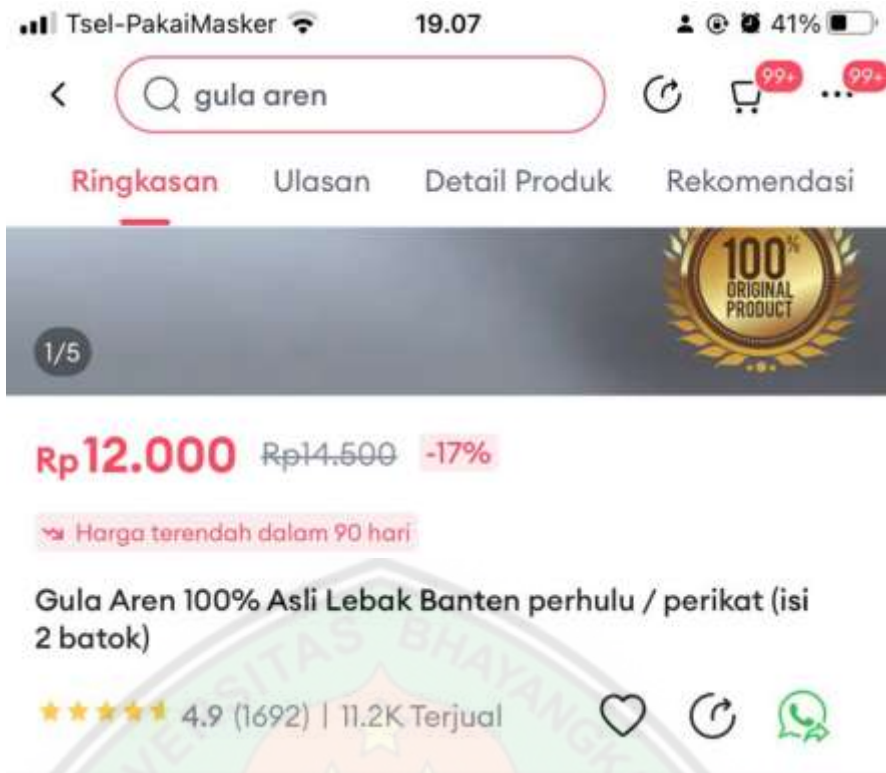 Tsel-PakaiMasker 19.07 41%
gula aren 99+ 99+
Ringkasan Ulasan Detail Produk Rekomendasi
100%
ORIGINAL
PRODUCT
1/5
Rp12.000 Rp14.500 -17%
Harga terendah dalam 90 hari
Gula Aren 100% Asli Lebak Banten perhulu / perikat (isi
2 batok)
4.9 (1692) | 11.2K Terjual